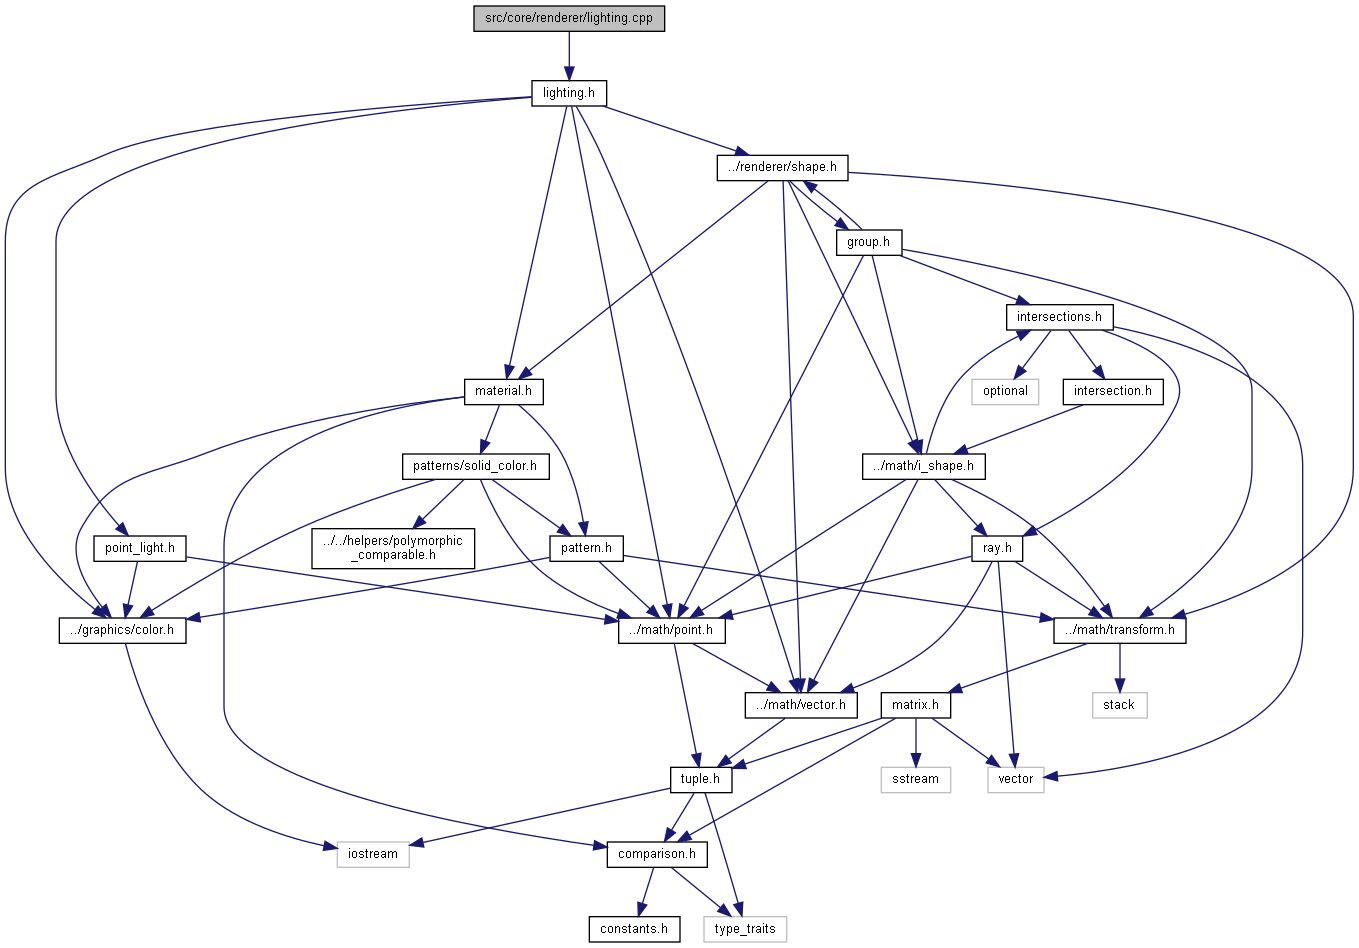 src/core/renderer/lighting.cpp
lighting.h
../renderer/shape.h
group.h
intersections.h
material.h
optional
intersection.h
patterns/solid_color.h
../math/i_shape.h
../../helpers/polymorphic
_comparable.h
point_light.h
pattern.h
ray.h
../graphics/color.h
../math/point.h
../math/transform.h
../math/vector.h
matrix.h
stack
tuple.h
sstream
vector
iostream
comparison.h
constants.h
type_traits